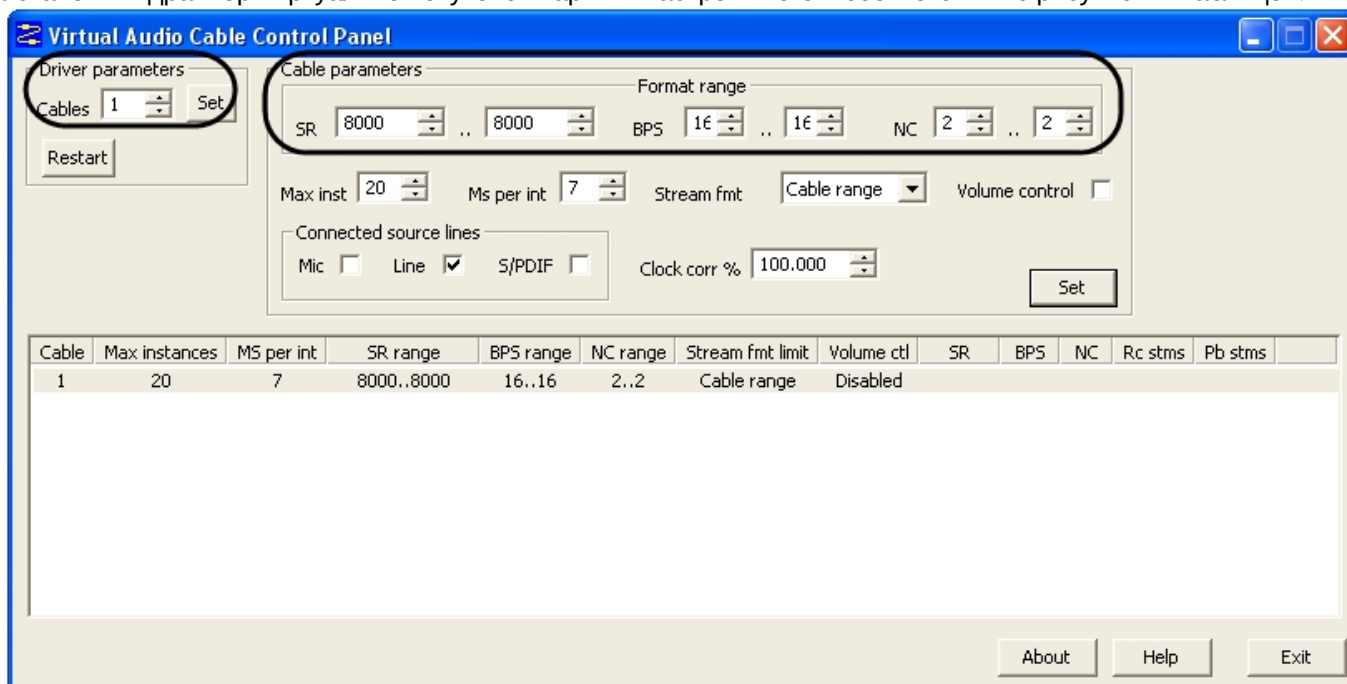 Virtual Audio Cable Control Panel
Driver parameters
Cables 1 Set
Restart
Cable parameters
Format range
SR 8000 .. 8000 BPS 16 .. 16 NC 2 .. 2
Max inst 20 Ms per int 7 Stream fmt Cable range Volume control
Connected source lines
Mic Line S/PDIF Clock corr % 100.000
Set
Cable Max instances MS per int SR range BPS range NC range Stream fmt limit Volume ctl SR BPS NC Rc stms Pb stms
1 20 7 8000..8000 16..16 2..2 Cable range Disabled
About Help Exit